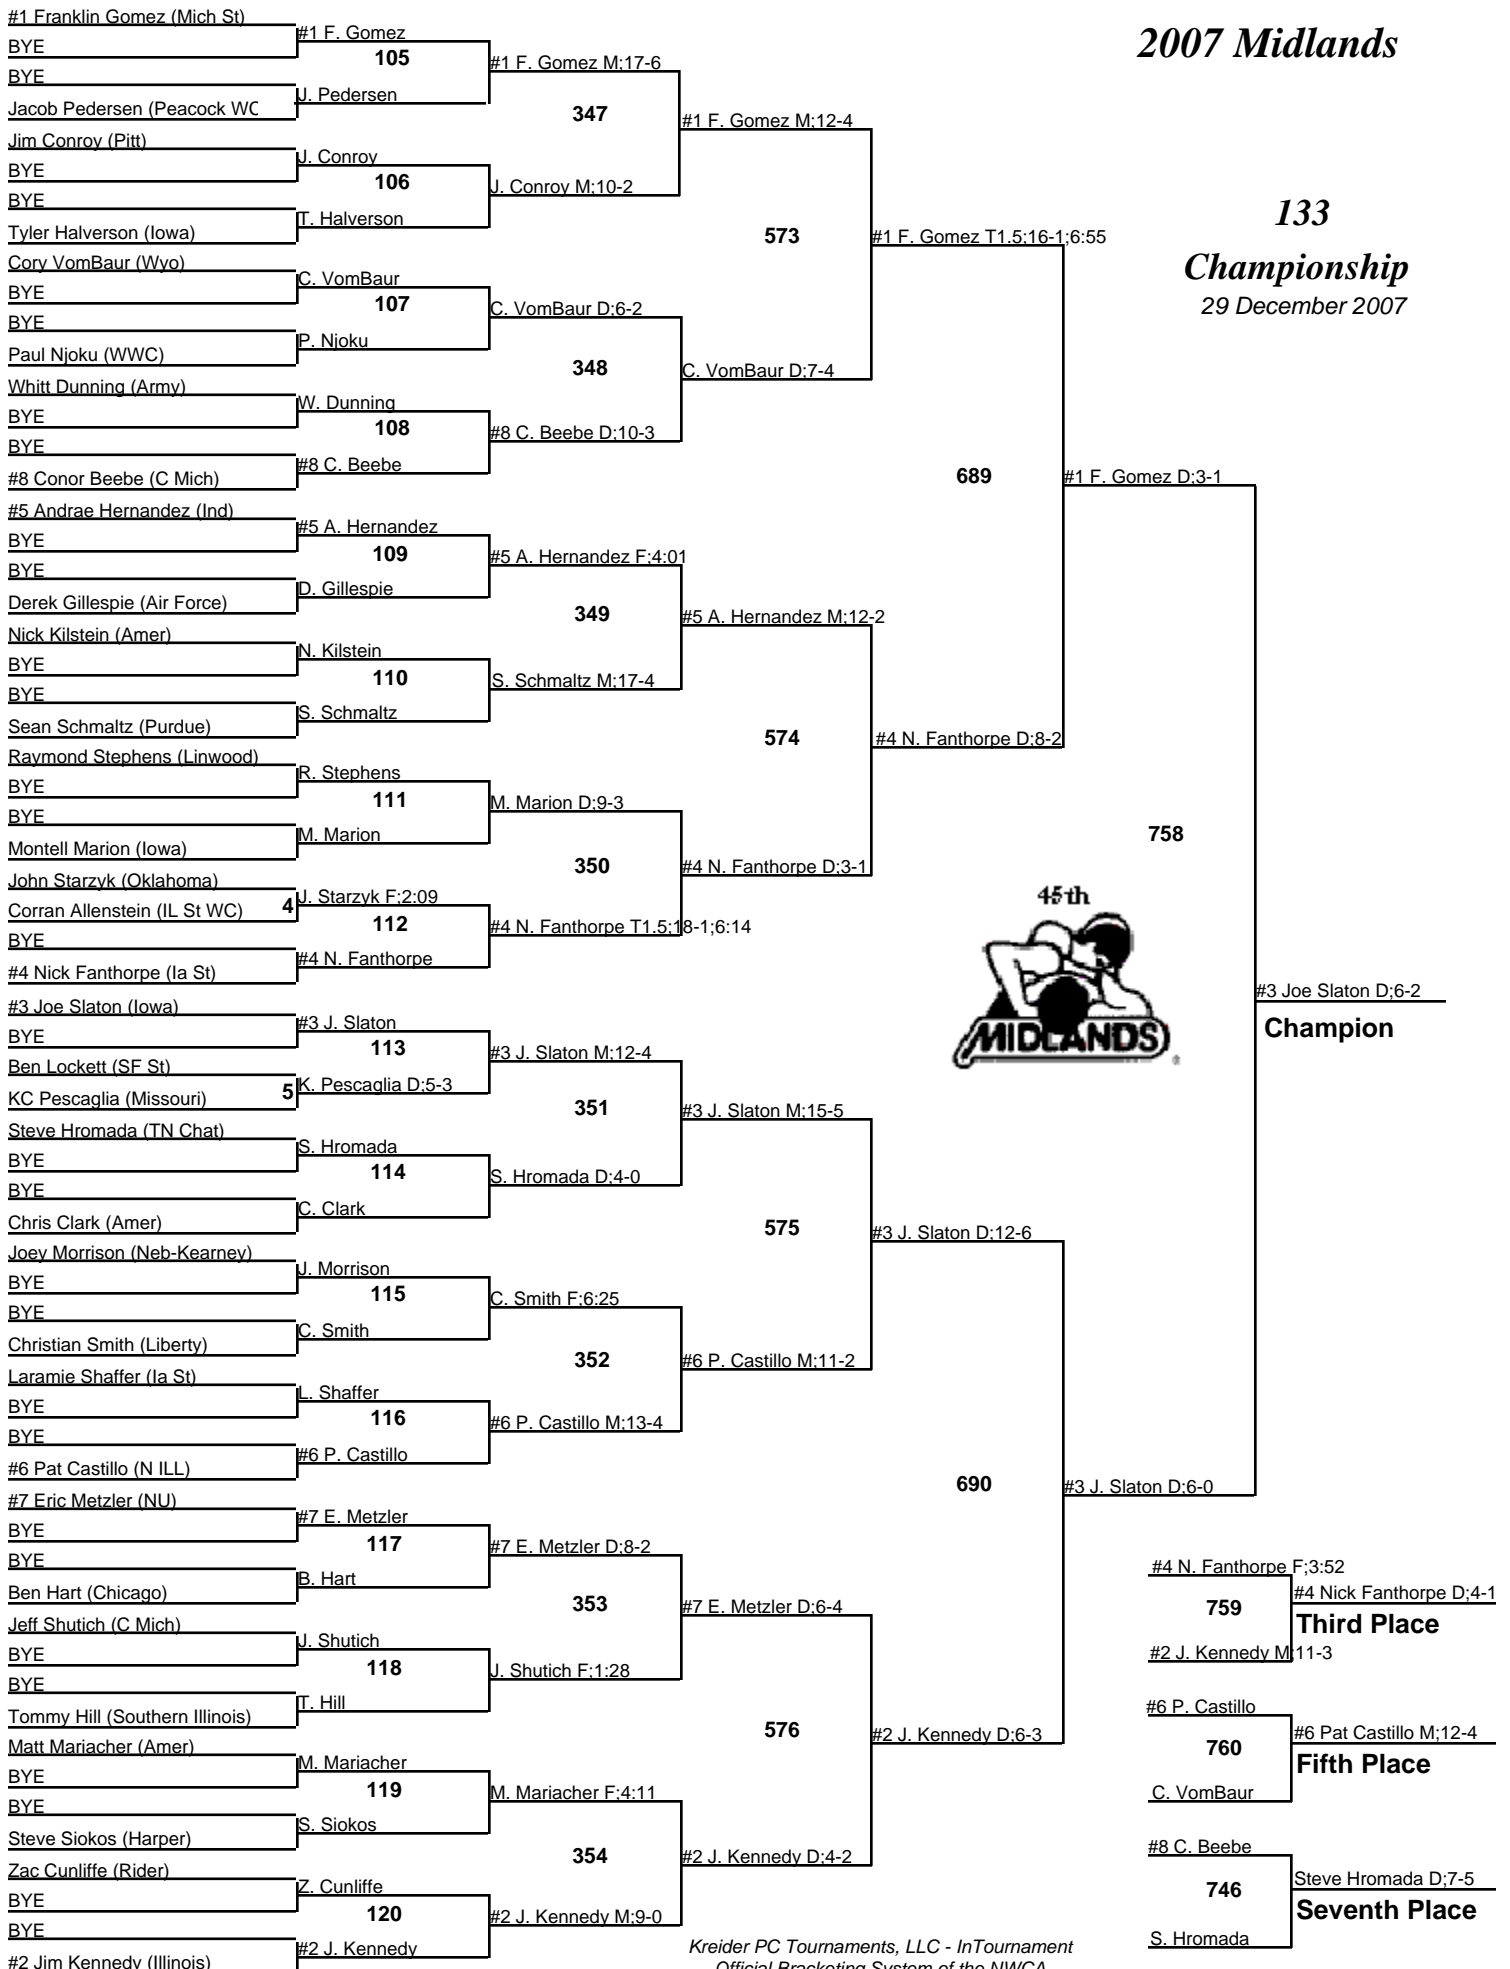 2007 Midlands
133
Championship
29 December 2007
#1 Franklin Gomez (Mich St)
BYE
BYE
Jacob Pedersen (Peacock WC
Jim Conroy (Pitt)
BYE
BYE
Tyler Halverson (Iowa)
Cory VomBaur (Wyo)
BYE
BYE
Paul Njoku (WWC)
Whitt Dunning (Army)
BYE
BYE
#8 Conor Beebe (C Mich)
#5 Andrae Hernandez (Ind)
BYE
BYE
Derek Gillespie (Air Force)
Nick Kilstein (Amer)
BYE
BYE
Sean Schmaltz (Purdue)
Raymond Stephens (Linwood)
BYE
BYE
Montell Marion (Iowa)
John Starzyk (Oklahoma)
Corran Allenstein (IL St WC) 4
BYE
#4 Nick Fanthorpe (Ia St)
#3 Joe Slaton (Iowa)
BYE
Ben Lockett (SF St)
KC Pescaglia (Missouri) 5
Steve Hromada (TN Chat)
BYE
BYE
Chris Clark (Amer)
Joey Morrison (Neb-Kearney)
BYE
BYE
Christian Smith (Liberty)
Laramie Shaffer (Ia St)
BYE
BYE
#6 Pat Castillo (N ILL)
#7 Eric Metzler (NU)
BYE
BYE
Ben Hart (Chicago)
Jeff Shutich (C Mich)
BYE
BYE
Tommy Hill (Southern Illinois)
Matt Mariacher (Amer)
BYE
BYE
Steve Siokos (Harper)
Zac Cunliffe (Rider)
BYE
BYE
#2 Jim Kennedy (Illinois)
#1 F. Gomez
105
J. Pedersen
J. Conroy
106
T. Halverson
C. VomBaur
107
P. Njoku
W. Dunning
108
#8 C. Beebe
#5 A. Hernandez
109
D. Gillespie
N. Kilstein
110
S. Schmaltz
R. Stephens
111
M. Marion
J. Starzyk F;2:09
112
#4 N. Fanthorpe
#3 J. Slaton
113
K. Pescaglia D;5-3
S. Hromada
114
C. Clark
J. Morrison
115
C. Smith
L. Shaffer
116
#6 P. Castillo
#7 E. Metzler
117
B. Hart
J. Shutich
118
T. Hill
M. Mariacher
119
S. Siokos
Z. Cunliffe
120
#2 J. Kennedy
#1 F. Gomez M;17-6
347
J. Conroy M;10-2
C. VomBaur D;6-2
348
#8 C. Beebe D;10-3
#5 A. Hernandez F;4:01
349
S. Schmaltz M;17-4
M. Marion D;9-3
350
#4 N. Fanthorpe T1.5;18-1;6:14
#3 J. Slaton M;12-4
351
S. Hromada D;4-0
C. Smith F;6:25
352
#6 P. Castillo M;13-4
#7 E. Metzler D;8-2
353
J. Shutich F;1:28
M. Mariacher F;4:11
354
#2 J. Kennedy M;9-0
#1 F. Gomez M;12-4
573
C. VomBaur D;7-4
#5 A. Hernandez M;12-2
574
#4 N. Fanthorpe D;3-1
#3 J. Slaton M;15-5
575
#6 P. Castillo M;11-2
#7 E. Metzler D;6-4
576
#2 J. Kennedy D;4-2
#1 F. Gomez T1.5;16-1;6:55
689
#4 N. Fanthorpe D;8-2
#3 J. Slaton D;12-6
690
#2 J. Kennedy D;6-3
#1 F. Gomez D;3-1
758
#3 J. Slaton D;6-0
45th
MIDLANDS
#3 Joe Slaton D;6-2
Champion
#4 N. Fanthorpe F;3:52
759
#2 J. Kennedy M;11-3
#4 Nick Fanthorpe D;4-1
Third Place
#6 P. Castillo
760
C. VomBaur
#6 Pat Castillo M;12-4
Fifth Place
#8 C. Beebe
746
S. Hromada
Steve Hromada D;7-5
Seventh Place
Kreider PC Tournaments, LLC - InTournament
Official Bracketing System of the NWCA